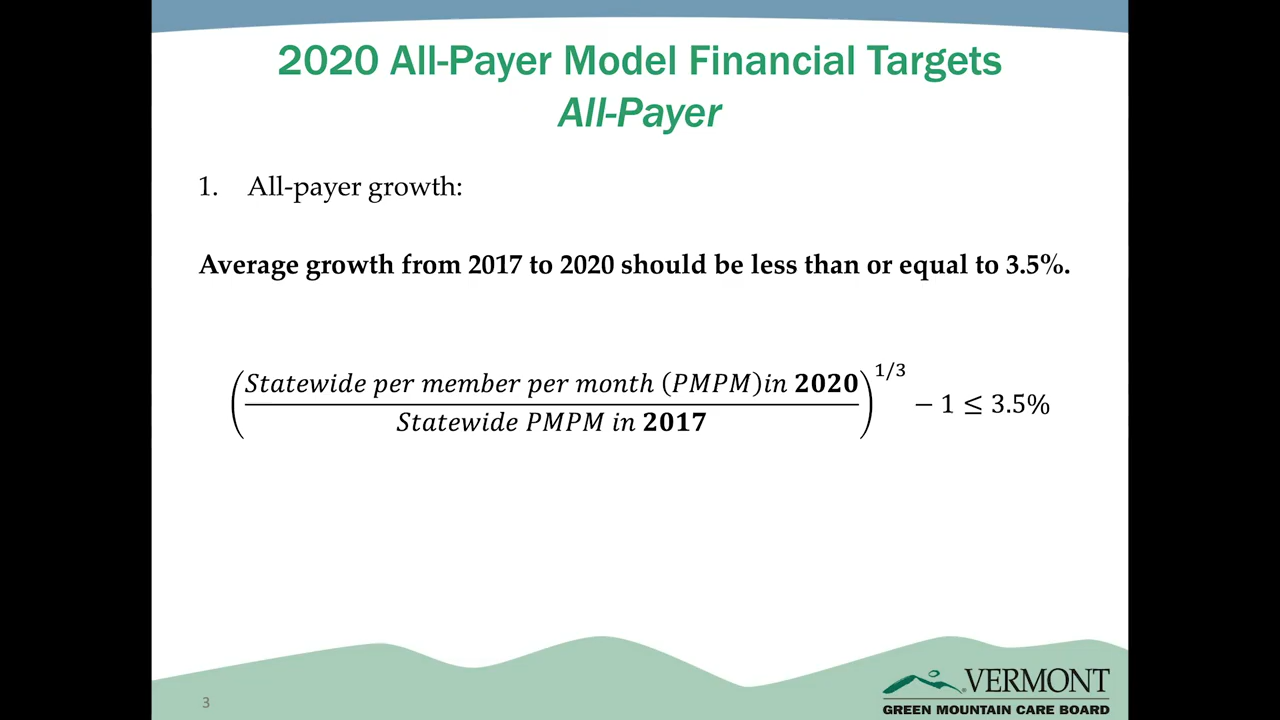 2020 All-Payer Model Financial Targets
All-Payer
1. All-payer growth:
Average growth from 2017 to 2020 should be less than or equal to 3.5%.
(Statewide per member per month (PMPM)in 2020
Statewide PMPM in 2017)^1/3 − 1 ≤ 3.5%
3
VERMONT
GREEN MOUNTAIN CARE BOARD